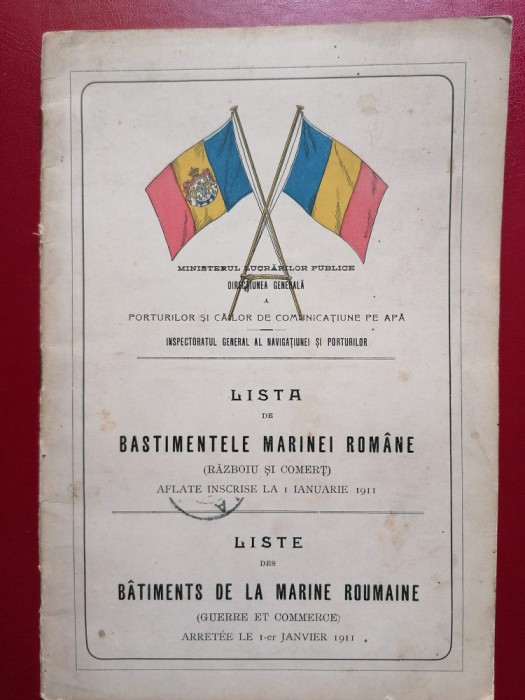 MINISTERUL LUCRĂRILOR PUBLICE
DIRECȚIUNEA GENERALĂ
A
PORTURILOR ȘI CĂILOR DE COMUNICAȚIUNE PE APĂ
INSPECTORATUL GENERAL AL NAVIGAȚIUNEI ȘI PORTURILOR
LISTA
DE
BASTIMENTELE MARINEI ROMÂNE
(RĂZBOIU ȘI COMERȚ)
AFLATE INSCRISE LA 1 IANUARIE 1911
LISTE
DES
BÂTIMENTS DE LA MARINE ROUMAINE
(GUERRE ET COMMERCE)
ARRETÉE LE 1-er JANVIER 1911